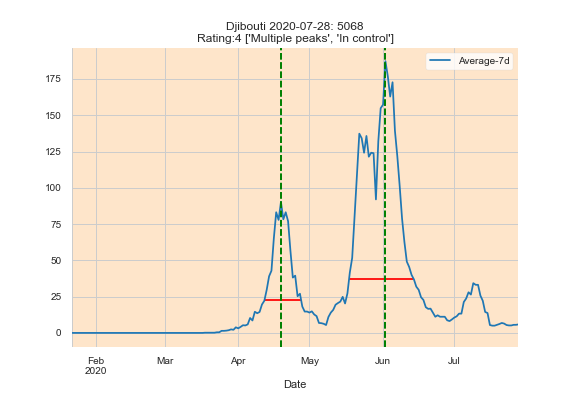 Djibouti 2020-07-28: 5068
Rating:4 ['Multiple peaks', 'In control']
Average-7d
175
150
125
100
75
50
25
0
Feb
2020
Mar
Apr
May
Jun
Jul
Date